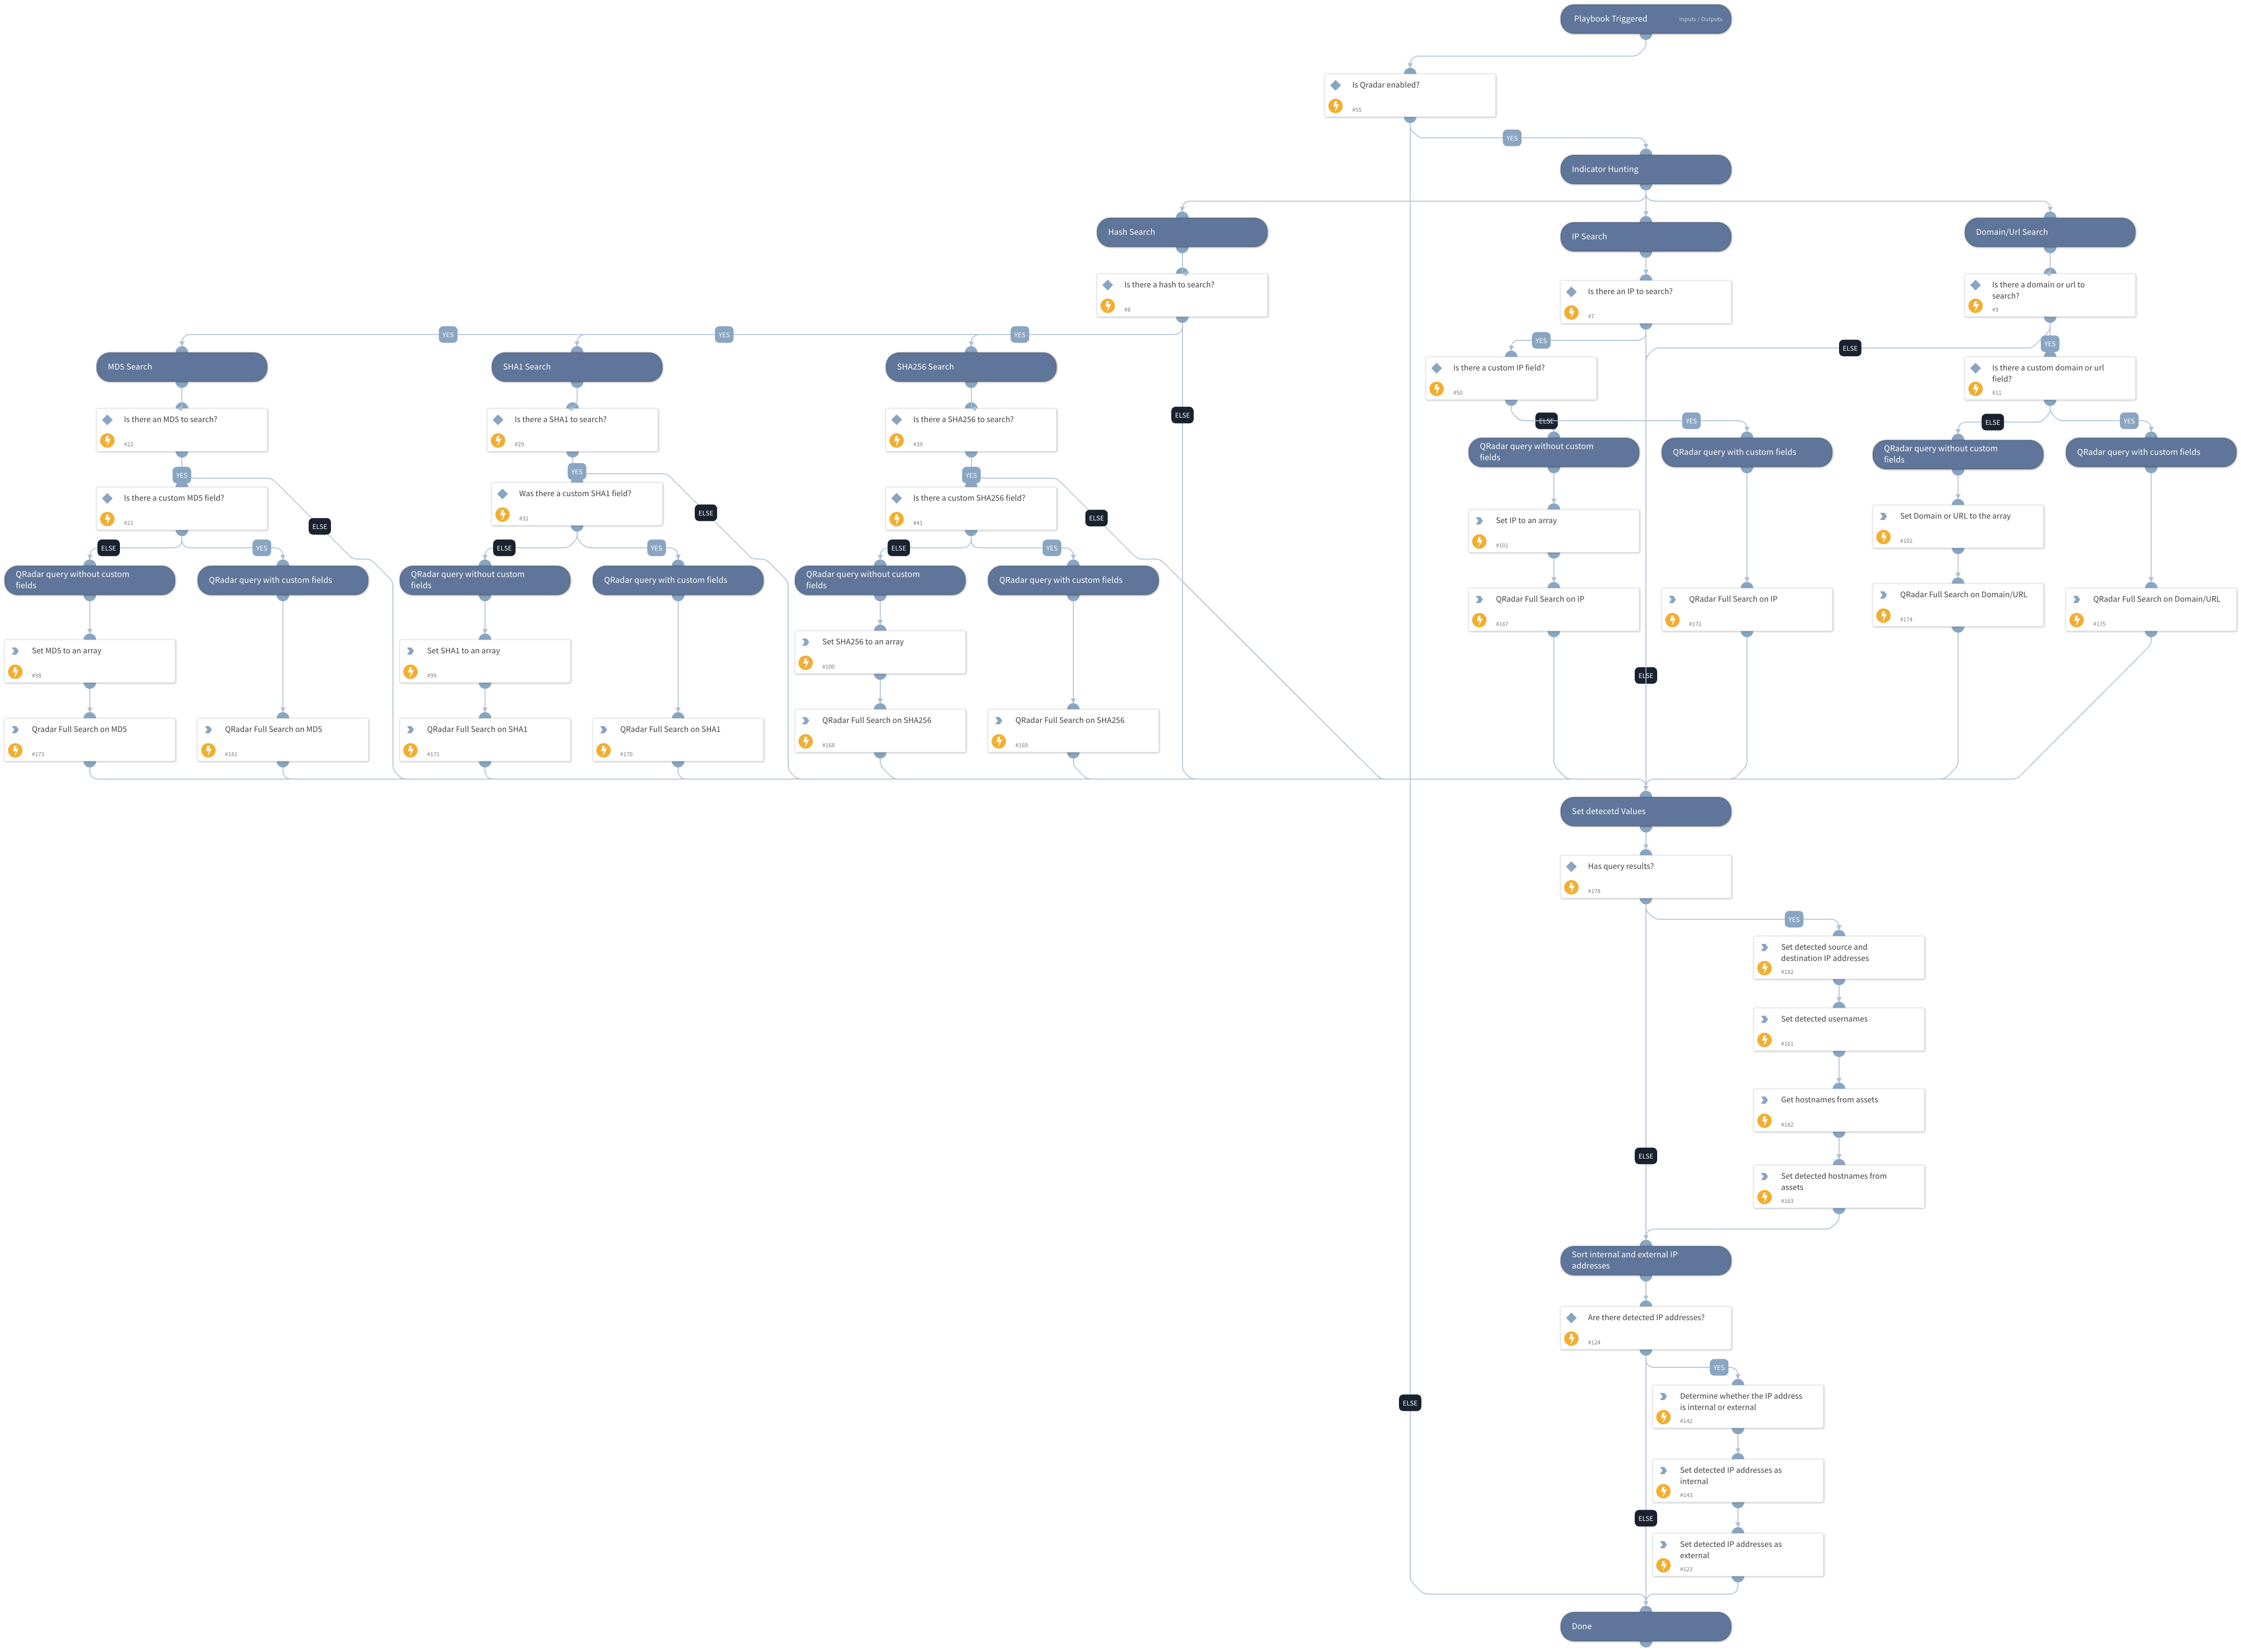 Playbook Triggered
Inputs / Outputs
Is Qradar enabled?
#55
YES
Indicator Hunting
Hash Search
IP Search
Domain/Url Search
Is there a hash to search?
#8
Is there an IP to search?
#7
Is there a domain or url to
search?
#9
YES
YES
YES
YES
ELSE
YES
MD5 Search
SHA1 Search
SHA256 Search
Is there a custom IP field?
#50
Is there a custom domain or url
field?
#11
Is there an MD5 to search?
#22
Is there a SHA1 to search?
#29
Is there a SHA256 to search?
#39
ELSE
ELSE
YES
ELSE
YES
QRadar query without custom
fields
QRadar query with custom fields
QRadar query without custom
fields
QRadar query with custom fields
YES
YES
YES
Is there a custom MD5 field?
#21
Was there a custom SHA1 field?
#31
Is there a custom SHA256 field?
#41
ELSE
ELSE
ELSE
Set IP to an array
#101
Set Domain or URL to the array
#102
ELSE
YES
ELSE
YES
ELSE
YES
QRadar query without custom
fields
QRadar query with custom fields
QRadar query without custom
fields
QRadar query with custom fields
QRadar query without custom
fields
QRadar query with custom fields
QRadar Full Search on IP
#167
QRadar Full Search on IP
#172
QRadar Full Search on Domain/URL
#174
QRadar Full Search on Domain/URL
#175
Set MD5 to an array
#98
Set SHA1 to an array
#99
Set SHA256 to an array
#100
ELSE
Qradar Full Search on MD5
#173
QRadar Full Search on MD5
#181
QRadar Full Search on SHA1
#171
QRadar Full Search on SHA1
#170
QRadar Full Search on SHA256
#168
QRadar Full Search on SHA256
#169
Set detecetd Values
Has query results?
#178
YES
Set detected source and
destination IP addresses
#182
Set detected usernames
#161
Get hostnames from assets
#162
ELSE
Set detected hostnames from
assets
#163
Sort internal and external IP
addresses
Are there detected IP addresses?
#124
YES
ELSE
Determine whether the IP address
is internal or external
#142
Set detected IP addresses as
internal
#143
ELSE
Set detected IP addresses as
external
#123
Done